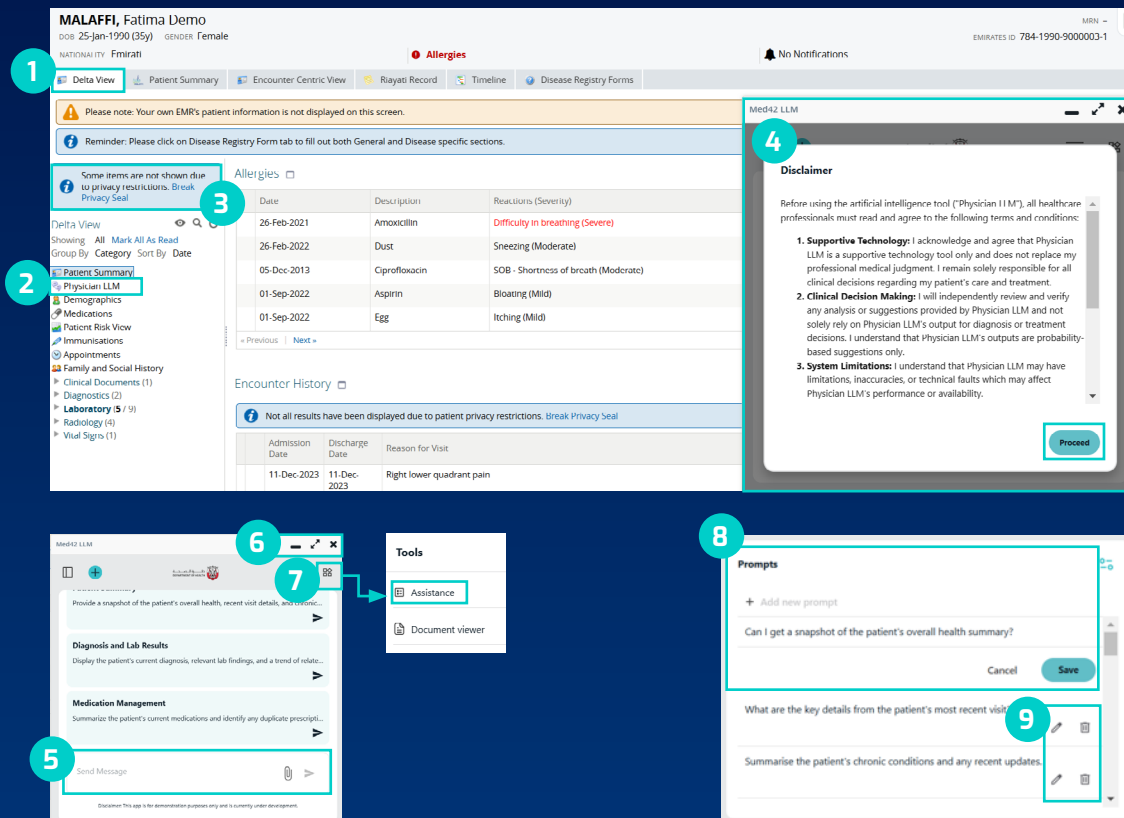 MALAFFI, Fatima Demo
DOB 25-Jan-1990 (35y) GENDER Female
NATIONALITY Emirati
Allergies
No Notifications
MRN –
EMIRATES ID 784-1990-9000003-1
1
Delta View
Patient Summary
Encounter Centric View
Riayati Record
Timeline
Disease Registry Forms
Please note: Your own EMR's patient information is not displayed on this screen.
Reminder: Please click on Disease Registry Form tab to fill out both General and Disease specific sections.
Some items are not shown due
to privacy restrictions. Break
Privacy Seal
3
Delta View
Showing All Mark All As Read
Group By Category Sort By Date
2
Patient Summary
Physician LLM
Demographics
Medications
Patient Risk View
Immunisations
Appointments
Family and Social History
Clinical Documents (1)
Diagnostics (2)
Laboratory (5 / 9)
Radiology (4)
Vital Signs (1)
Allergies
Date Description Reactions (Severity)
26-Feb-2021 Amoxicillin Difficulty in breathing (Severe)
26-Feb-2022 Dust Sneezing (Moderate)
05-Dec-2013 Ciprofloxacin SOB - Shortness of breath (Moderate)
01-Sep-2022 Aspirin Bloating (Mild)
01-Sep-2022 Egg Itching (Mild)
« Previous | Next »
Encounter History
Not all results have been displayed due to patient privacy restrictions. Break Privacy Seal
Admission Discharge Reason for Visit
Date Date
11-Dec-2023 11-Dec- Right lower quadrant pain
2023
Med42 LLM
4
Disclaimer
Before using the artificial intelligence tool ("Physician LLM"), all healthcare
professionals must read and agree to the following terms and conditions:
1. Supportive Technology: I acknowledge and agree that Physician
LLM is a supportive technology tool only and does not replace my
professional medical judgment. I remain solely responsible for all
clinical decisions regarding my patient's care and treatment.
2. Clinical Decision Making: I will independently review and verify
any analysis or suggestions provided by Physician LLM and not
solely rely on Physician LLM's output for diagnosis or treatment
decisions. I understand that Physician LLM's outputs are probability-
based suggestions only.
3. System Limitations: I understand that Physician LLM may have
limitations, inaccuracies, or technical faults which may affect
Physician LLM's performance or availability.
Proceed
Med42 LLM
6
7
Patient Summary
Provide a snapshot of the patient's overall health, recent visit details, and chronic...
Diagnosis and Lab Results
Display the patient's current diagnosis, relevant lab findings, and a trend of relate...
Medication Management
Summarize the patient's current medications and identify any duplicate prescripti...
5
Send Message
Disclaimer: This app is for demonstration purposes only and is currently under development.
Tools
Assistance
Document viewer
8
Prompts
+ Add new prompt
Can I get a snapshot of the patient's overall health summary?
Cancel Save
What are the key details from the patient's most recent visit
9
Summarise the patient's chronic conditions and any recent updates.